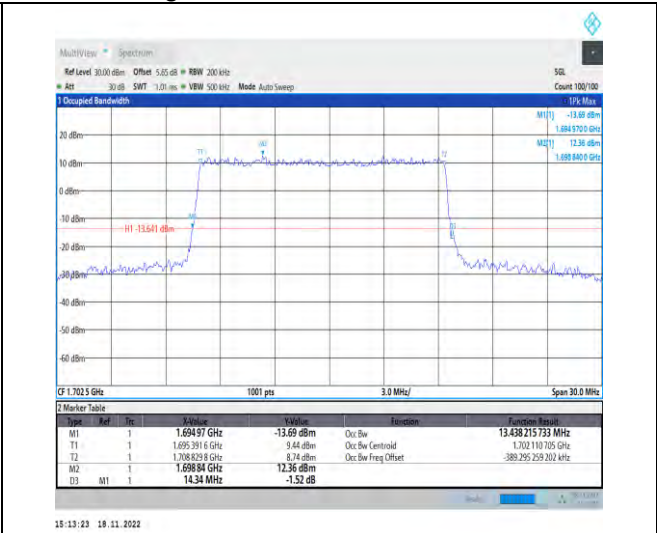 MultiView Spectrum
Ref Level 30.00 dBm Offset 5.85 dB RBW 200 kHz SGL
Att 30 dB SWT 1.01 ms VBW 500 kHz Mode Auto Sweep Count 100/100
1 Occupied Bandwidth 1Pk Max
M1[1] -13.69 dBm
1.694 9700 GHz
M2[1] 12.36 dBm
1.698 8400 GHz
20 dBm
T1 M2 T2
10 dBm
0 dBm
-10 dBm
M1
H1 -13.641 dBm
D3
-20 dBm
-30 dBm
-40 dBm
-50 dBm
-60 dBm
CF 1.702 5 GHz 1001 pts 3.0 MHz/ Span 30.0 MHz
2 Marker Table
Type Ref Trc X-Value Y-Value Function Function Result
M1 1 1.694 97 GHz -13.69 dBm Occ Bw 13.438 215 733 MHz
T1 1 1.695 391 6 GHz 9.44 dBm Occ Bw Centroid 1.702 110 705 GHz
T2 1 1.708 829 8 GHz 8.74 dBm Occ Bw Freq Offset -389.295 259 202 kHz
M2 1 1.698 84 GHz 12.36 dBm
D3 M1 1 14.34 MHz -1.52 dB
15:13:23 18.11.2022